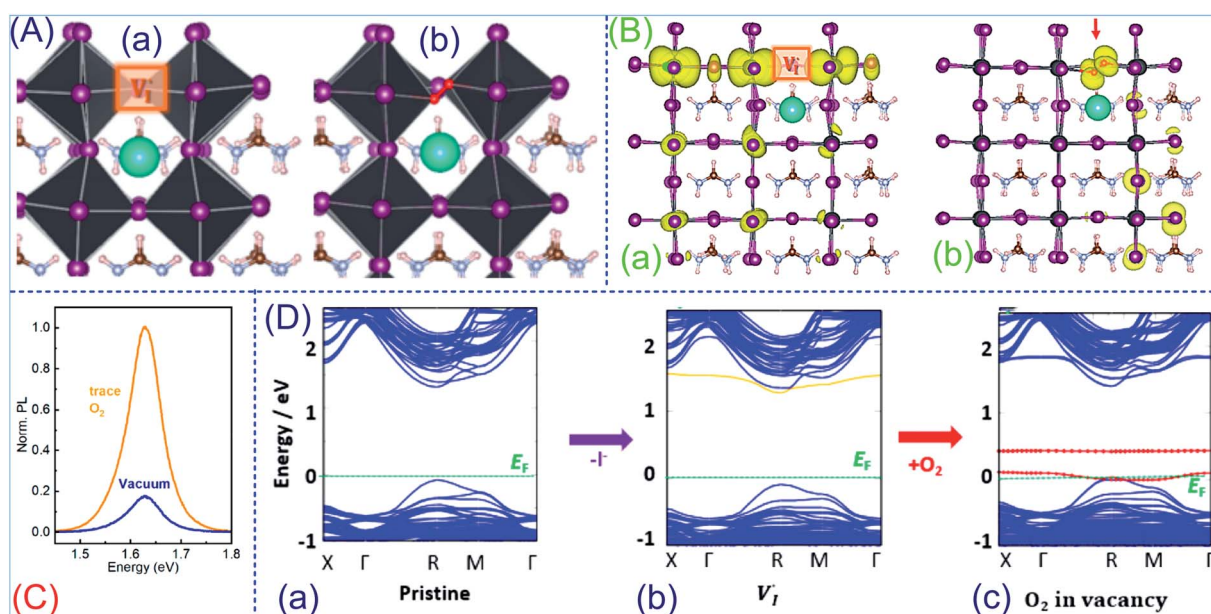 (A)
(a)
(b)
V_I
(B)
V_I
(a)
(b)
(C)
Norm. PL
1.0
0.8
0.6
0.4
0.2
0.0
trace
O₂
Vacuum
1.5 1.6 1.7 1.8
Energy (eV)
(D)
Energy / eV
2
1
0
-1
E_F
X Γ R M Γ
(a) Pristine
-I⁻
2
1
0
-1
E_F
X Γ R M Γ
(b) V_I^•
+O₂
2
1
0
-1
E_F
X Γ R M Γ
(c) O₂ in vacancy